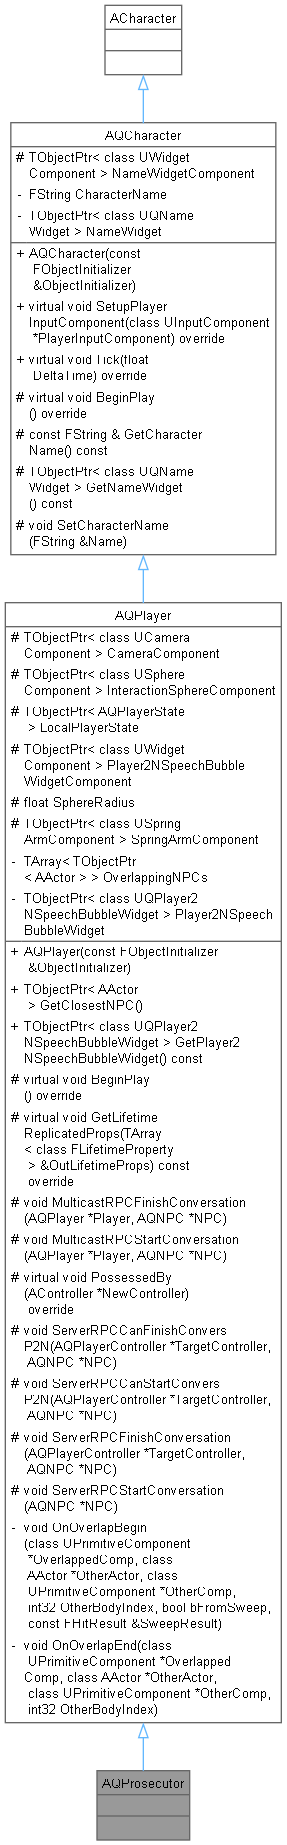 ACharacter
AQCharacter
# TObjectPtr< class UWidget
Component > NameWidgetComponent
- FString CharacterName
- TObjectPtr< class UQName
Widget > NameWidget
+ AQCharacter(const
FObjectInitializer
&ObjectInitializer)
+ virtual void SetupPlayer
InputComponent(class UInputComponent
*PlayerInputComponent) override
+ virtual void Tick(float
DeltaTime) override
# virtual void BeginPlay
() override
# const FString & GetCharacter
Name() const
# TObjectPtr< class UQName
Widget > GetNameWidget
() const
# void SetCharacterName
(FString &Name)
AQPlayer
# TObjectPtr< class UCamera
Component > CameraComponent
# TObjectPtr< class USphere
Component > InteractionSphereComponent
# TObjectPtr< AQPlayerState
> LocalPlayerState
# TObjectPtr< class UWidget
Component > Player2NSpeechBubble
WidgetComponent
# float SphereRadius
# TObjectPtr< class USpring
ArmComponent > SpringArmComponent
- TArray< TObjectPtr
< AActor > > OverlappingNPCs
- TObjectPtr< class UQPlayer2
NSpeechBubbleWidget > Player2NSpeech
BubbleWidget
+ AQPlayer(const FObjectInitializer
&ObjectInitializer)
+ TObjectPtr< AActor
> GetClosestNPC()
+ TObjectPtr< class UQPlayer2
NSpeechBubbleWidget > GetPlayer2
NSpeechBubbleWidget() const
# virtual void BeginPlay
() override
# virtual void GetLifetime
ReplicatedProps(TArray
< class FLifetimeProperty
> &OutLifetimeProps) const
override
# void MulticastRPCFinishConversation
(AQPlayer *Player, AQNPC *NPC)
# void MulticastRPCStartConversation
(AQPlayer *Player, AQNPC *NPC)
# virtual void PossessedBy
(AController *NewController)
override
# void ServerRPCCanFinishConvers
P2N(AQPlayerController *TargetController,
AQNPC *NPC)
# void ServerRPCCanStartConvers
P2N(AQPlayerController *TargetController,
AQNPC *NPC)
# void ServerRPCFinishConversation
(AQPlayerController *TargetController,
AQNPC *NPC)
# void ServerRPCStartConversation
(AQNPC *NPC)
- void OnOverlapBegin
(class UPrimitiveComponent
*OverlappedComp, class
AActor *OtherActor, class
UPrimitiveComponent *OtherComp,
int32 OtherBodyIndex, bool bFromSweep,
const FHitResult &SweepResult)
- void OnOverlapEnd(class
UPrimitiveComponent *Overlapped
Comp, class AActor *OtherActor,
class UPrimitiveComponent *OtherComp,
int32 OtherBodyIndex)
AQProsecutor